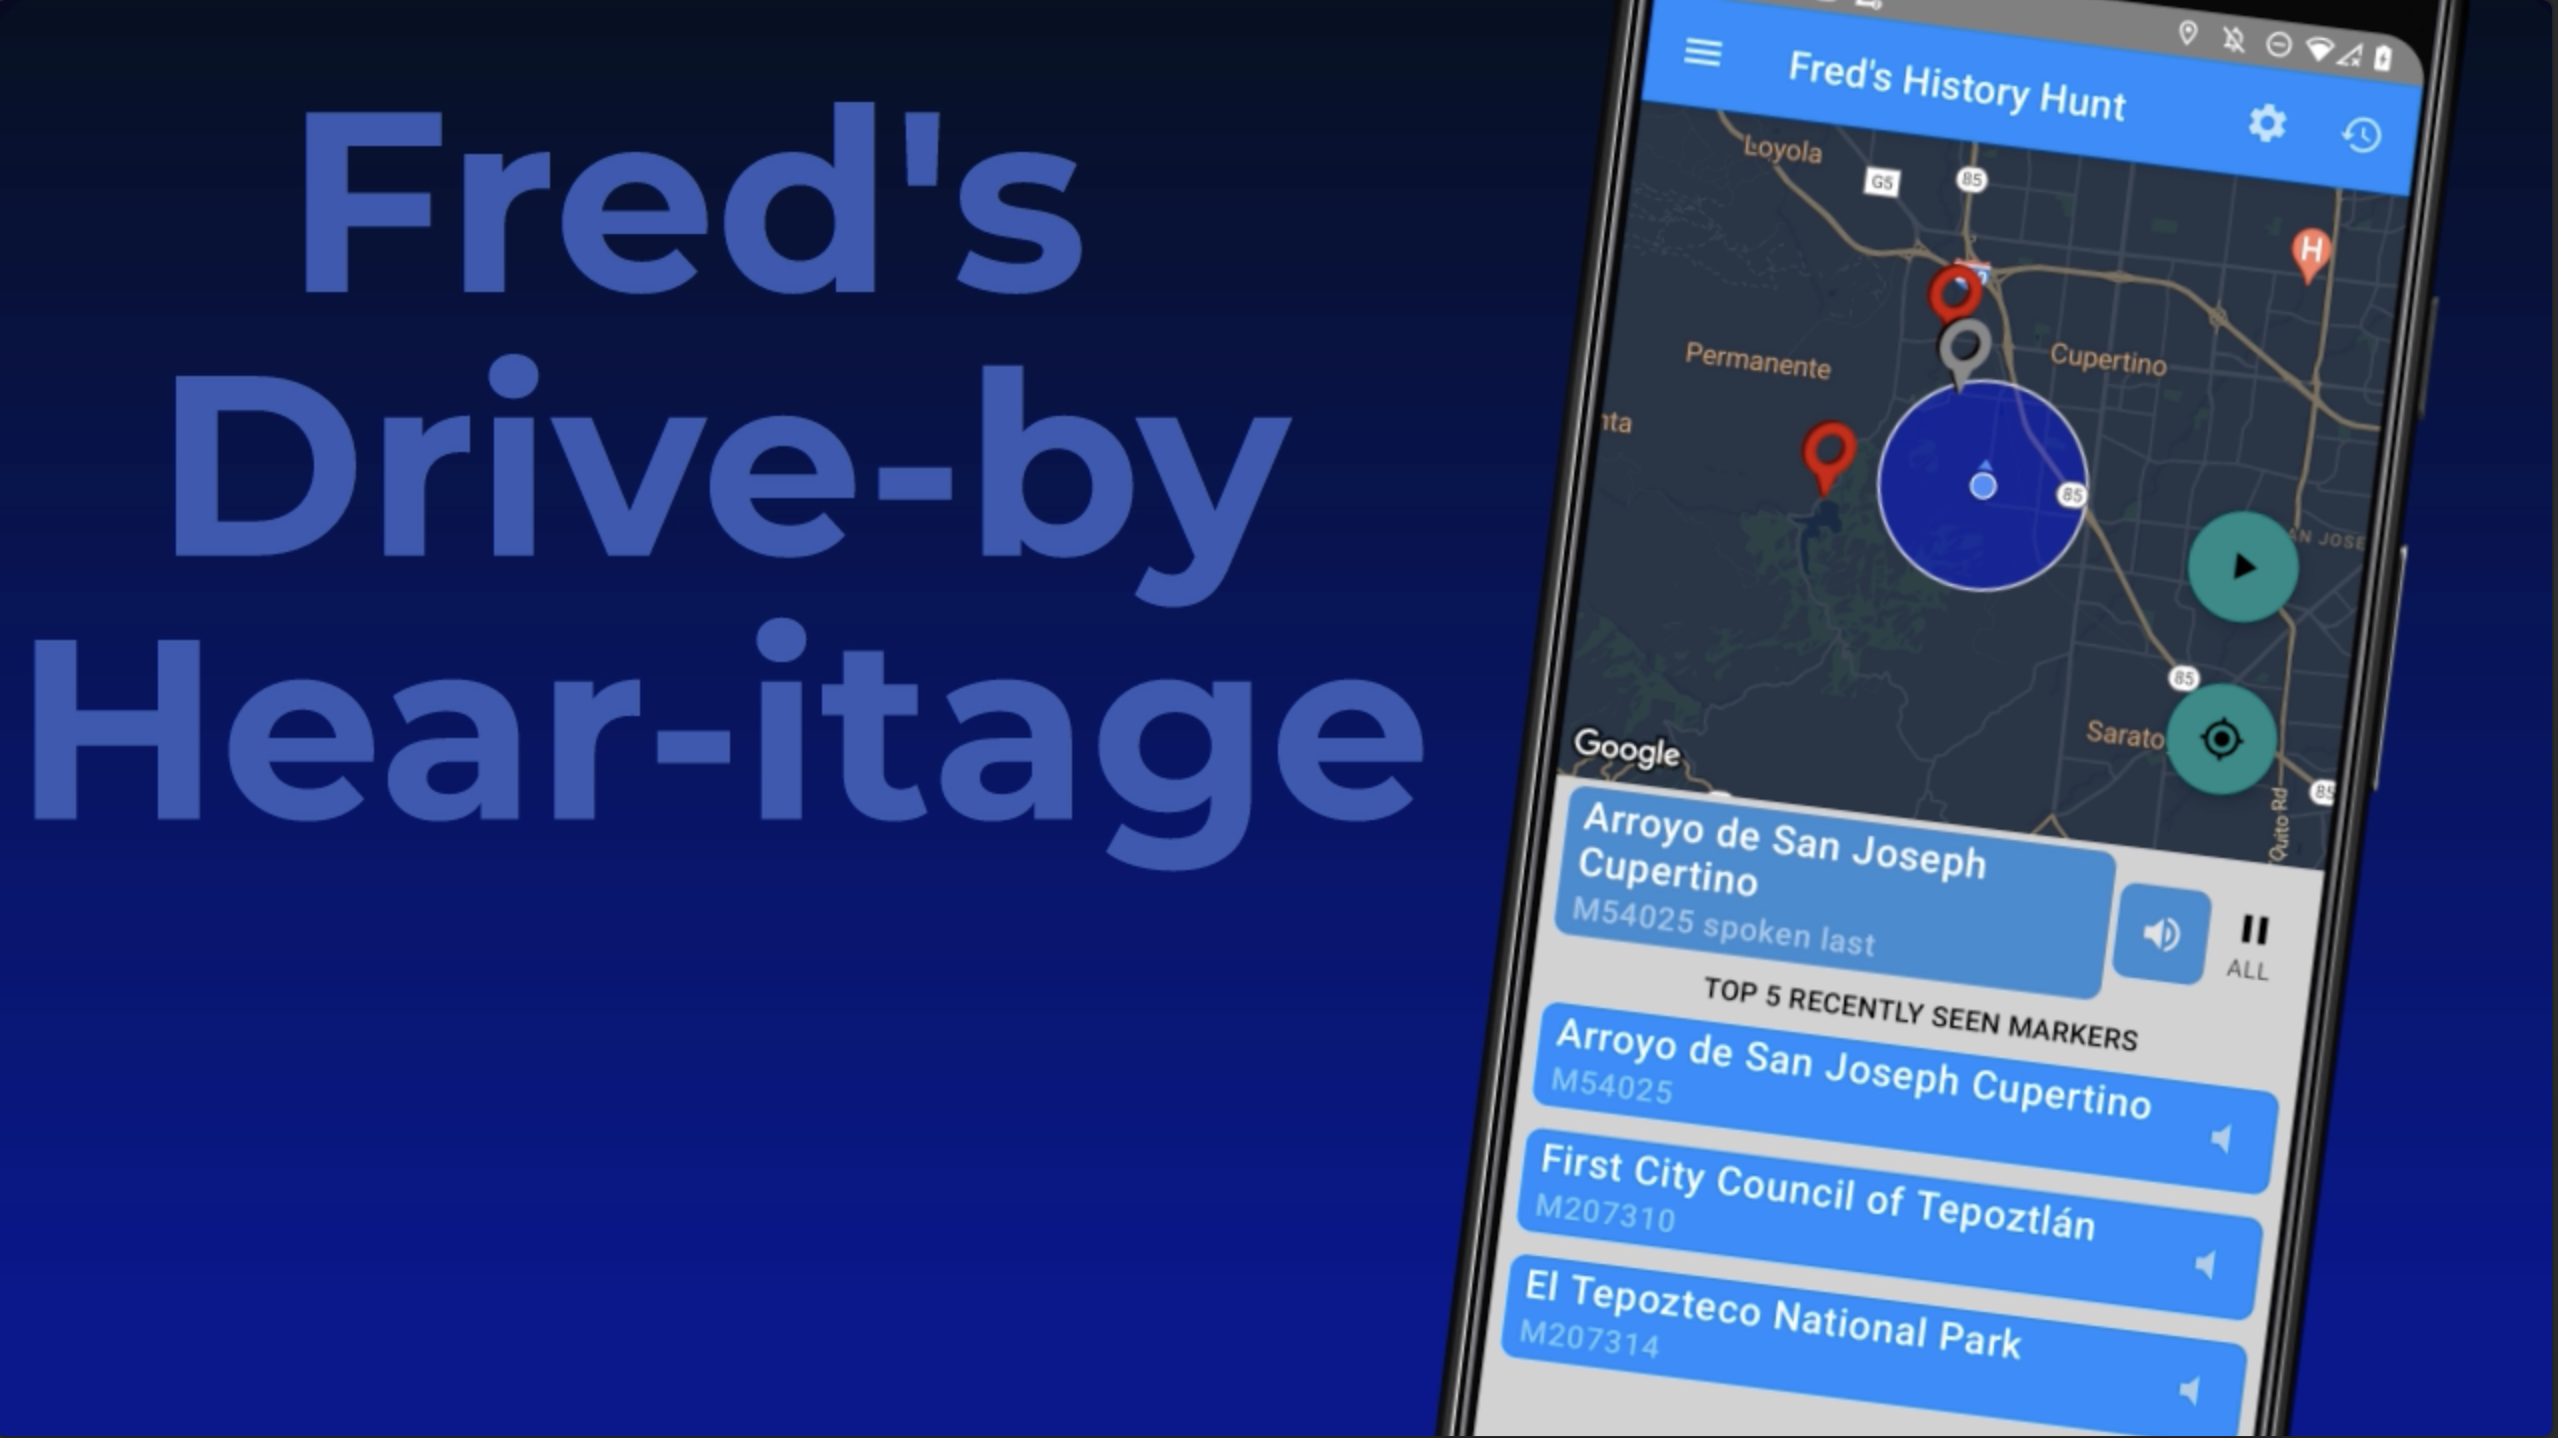 Fred's
Drive-by
Hear-itage
Fred's History Hunt
Loyola
G5
85
H
Permanente
Cupertino
nta
85
AN JOSE
85
Sarato
Google
85
Quito Rd
Arroyo de San Joseph
Cupertino
M54025 spoken last
ALL
TOP 5 RECENTLY SEEN MARKERS
Arroyo de San Joseph Cupertino
M54025
First City Council of Tepoztlán
M207310
El Tepozteco National Park
M207314